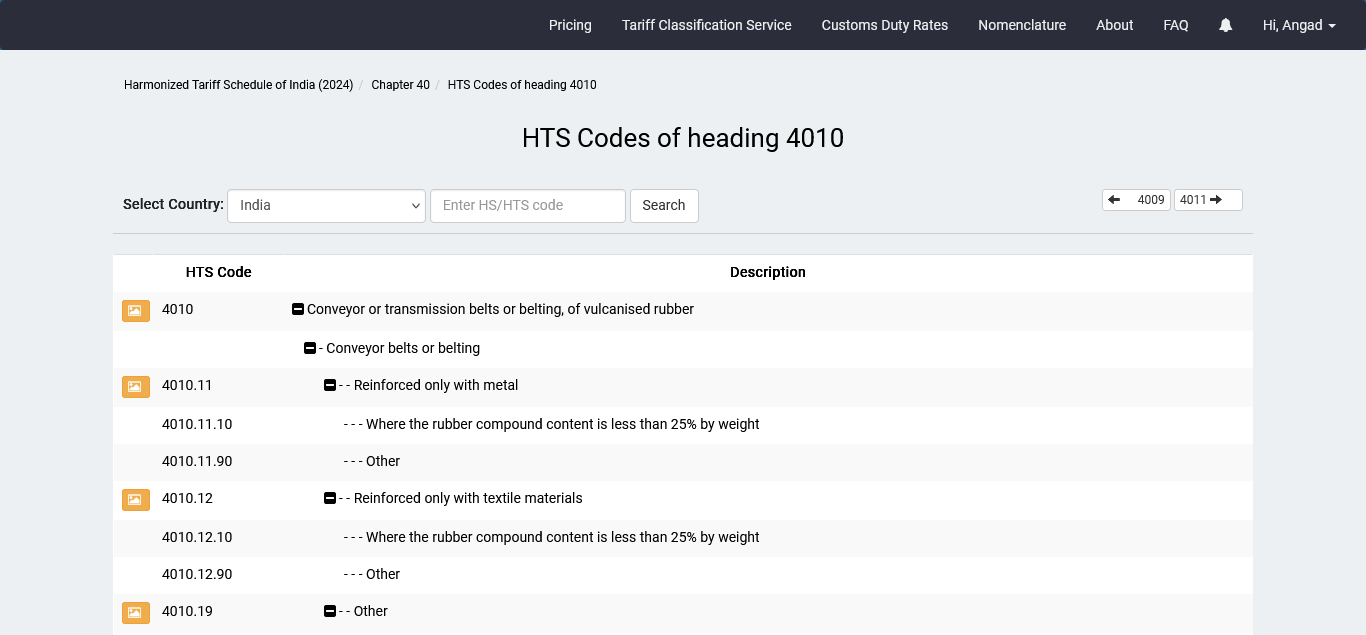 Pricing Tariff Classification Service Customs Duty Rates Nomenclature About FAQ Hi, Angad
Harmonized Tariff Schedule of India (2024) / Chapter 40 / HTS Codes of heading 4010
HTS Codes of heading 4010
Select Country: India Enter HS/HTS code Search 4009 4011
HTS Code Description
4010 Conveyor or transmission belts or belting, of vulcanised rubber
- Conveyor belts or belting
4010.11 - - Reinforced only with metal
4010.11.10 - - - Where the rubber compound content is less than 25% by weight
4010.11.90 - - - Other
4010.12 - - Reinforced only with textile materials
4010.12.10 - - - Where the rubber compound content is less than 25% by weight
4010.12.90 - - - Other
4010.19 - - Other